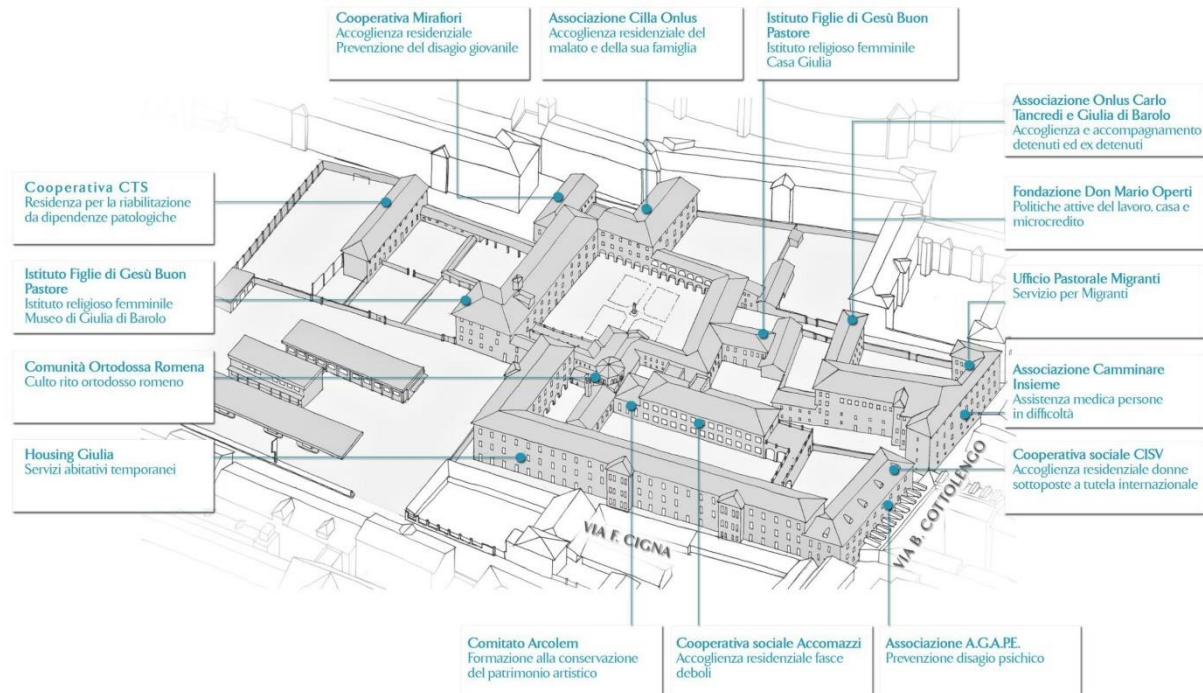 Cooperativa Mirafiori
Accoglienza residenziale
Prevenzione del disagio giovanile
Associazione Cilla Onlus
Accoglienza residenziale del
malato e della sua famiglia
Istituto Figlie di Gesù Buon
Pastore
Istituto religioso femminile
Casa Giulia
Associazione Onlus Carlo
Tancredi e Giulia di Barolo
Accoglienza e accompagnamento
detenuti ed ex detenuti
Cooperativa CTS
Residenza per la riabilitazione
da dipendenze patologiche
Fondazione Don Mario Operti
Politiche attive del lavoro, casa e
microcredito
Istituto Figlie di Gesù Buon
Pastore
Istituto religioso femminile
Museo di Giulia di Barolo
Ufficio Pastorale Migranti
Servizio per Migranti
Comunità Ortodossa Romena
Culto rito ortodosso romeno
Associazione Camminare
Insieme
Assistenza medica persone
in difficoltà
Housing Giulia
Servizi abitativi temporanei
Cooperativa sociale CISV
Accoglienza residenziale donne
sottoposte a tutela internazionale
VIA F. CIGNA
VIA B. COTTOLENGO
Comitato Arcolem
Formazione alla conservazione
del patrimonio artistico
Cooperativa sociale Accomazzi
Accoglienza residenziale fasce
deboli
Associazione A.G.A.P.E.
Prevenzione disagio psichico